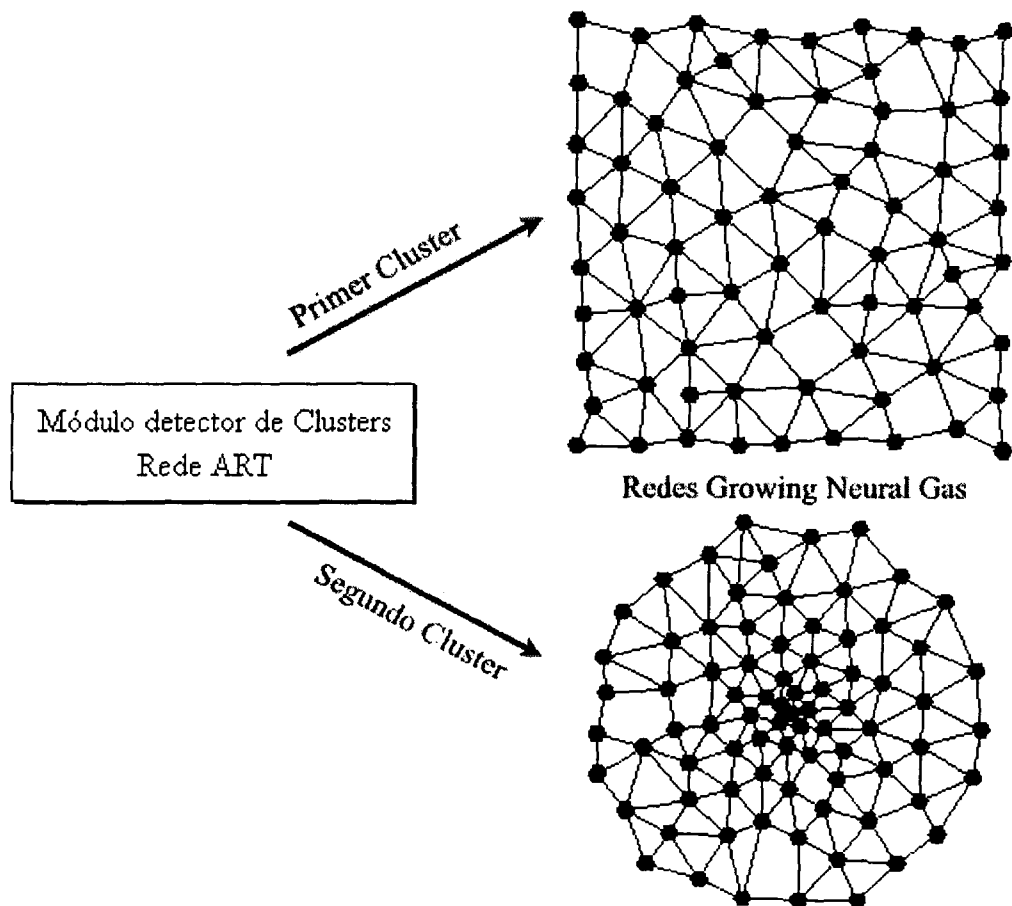 Primer Cluster
Módulo detector de Clusters
Rede ART
Redes Growing Neural Gas
Segundo Cluster